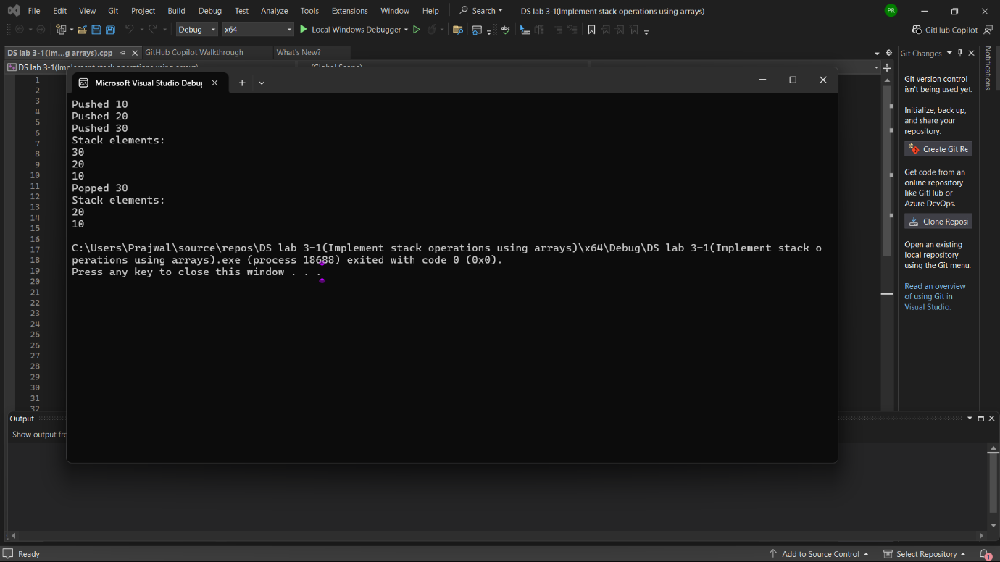 File Edit View Git Project Build Debug Test Analyze Tools Extensions Window Help Search DS lab 3-1(Implement stack operations using arrays) PR
Debug x64 Local Windows Debugger GitHub Copilot
DS lab 3-1(Im...g arrays).cpp GitHub Copilot Walkthrough What's New? Git Changes
DS lab 3-1(Implement stack operations using arrays) (Global Scope)
Notifications
Microsoft Visual Studio Debu
Pushed 10
Pushed 20
Pushed 30
Stack elements:
30
20
10
Popped 30
Stack elements:
20
10
C:\Users\Prajwal\source\repos\DS lab 3-1(Implement stack operations using arrays)\x64\Debug\DS lab 3-1(Implement stack o
perations using arrays).exe (process 18688) exited with code 0 (0x0).
Press any key to close this window . . .
1
2
3
4
5
6
7
8
9
10
11
12
13
14
15
16
17
18
19
20
21
22
23
24
25
26
27
28
29
30
31
32
Git version control
isn't being used yet.
Initialize, back up,
and share your
repository.
Create Git Re
Get code from an
online repository
like GitHub or
Azure DevOps.
Clone Reposi
Open an existing
local repository
using the Git menu.
Read an overview
of using Git in
Visual Studio.
Output
Show output fro
Ready Add to Source Control Select Repository 1